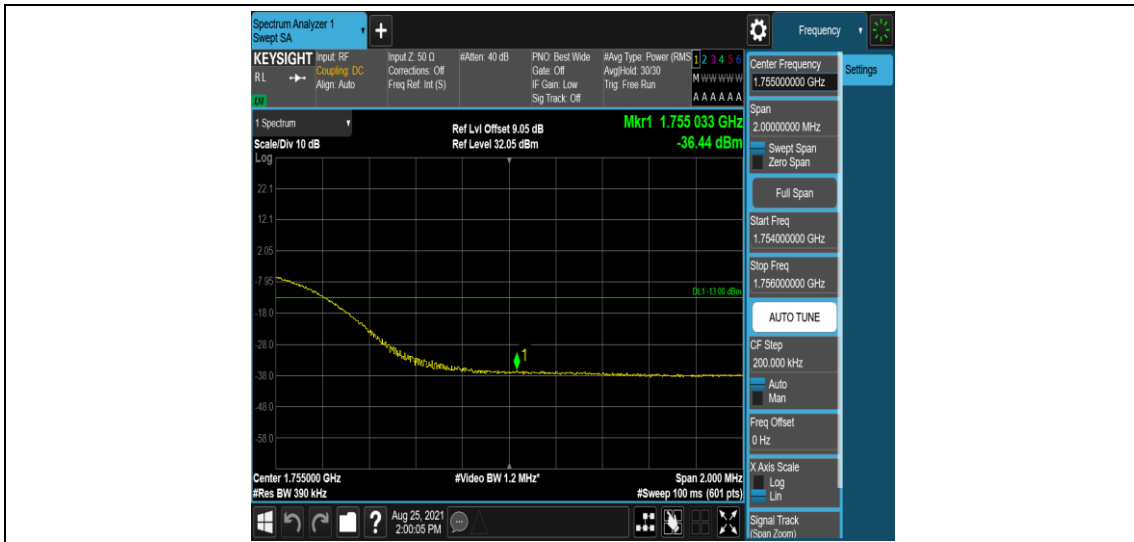 Spectrum Analyzer 1
Swept SA
+
Frequency
KEYSIGHT
RL
LXI
Input: RF
Coupling: DC
Align: Auto
Input Z: 50 Ω
Corrections: Off
Freq Ref: Int (S)
#Atten: 40 dB
PNO: Best Wide
Gate: Off
IF Gain: Low
Sig Track: Off
#Avg Type: Power (RMS
Avg|Hold: 30/30
Trig: Free Run
1 2 3 4 5 6
M W W W W W
A A A A A A
1 Spectrum
Scale/Div 10 dB
Ref Lvl Offset 9.05 dB
Ref Level 32.05 dBm
Mkr1 1.755 033 GHz
-36.44 dBm
Log
22.1
12.1
2.05
-7.95
-18.0
-28.0
-38.0
-48.0
-58.0
DL1 -13.00 dBm
1
Center 1.755000 GHz
#Res BW 390 kHz
#Video BW 1.2 MHz*
Span 2.000 MHz
#Sweep 100 ms (601 pts)
?
Aug 25, 2021
2:00:05 PM
Center Frequency
1.755000000 GHz
Settings
Span
2.00000000 MHz
Swept Span
Zero Span
Full Span
Start Freq
1.754000000 GHz
Stop Freq
1.756000000 GHz
AUTO TUNE
CF Step
200.000 kHz
Auto
Man
Freq Offset
0 Hz
X Axis Scale
Log
Lin
Signal Track
(Span Zoom)